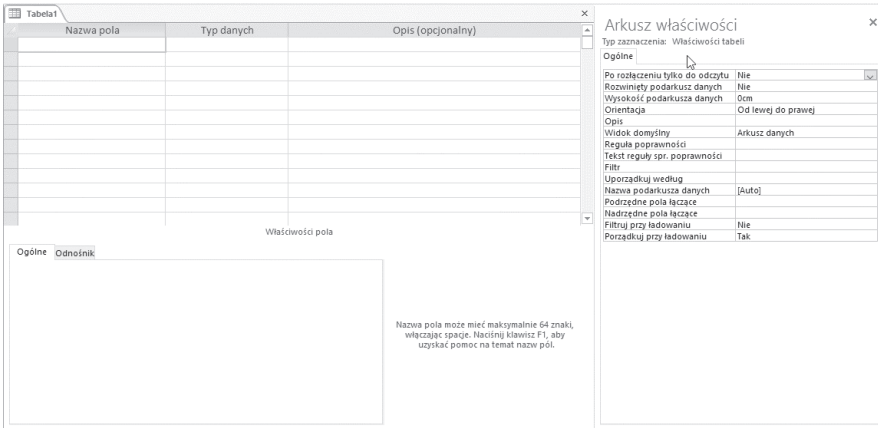 Tabela1
Nazwa pola Typ danych Opis (opcjonalny)
Właściwości pola
Ogólne Odnośnik
Nazwa pola może mieć maksymalnie 64 znaki,
włączając spacje. Naciśnij klawisz F1, aby
uzyskać pomoc na temat nazw pól.
Arkusz właściwości
Typ zaznaczenia: Właściwości tabeli
Ogólne
Po rozłączeniu tylko do odczytu Nie
Rozwinięty podarkusz danych Nie
Wysokość podarkusza danych 0cm
Orientacja Od lewej do prawej
Opis
Widok domyślny Arkusz danych
Reguła poprawności
Tekst reguły spr. poprawności
Filtr
Uporządkuj według
Nazwa podarkusza danych [Auto]
Podrzędne pola łączące
Nadrzędne pola łączące
Filtruj przy ładowaniu Nie
Porządkuj przy ładowaniu Tak